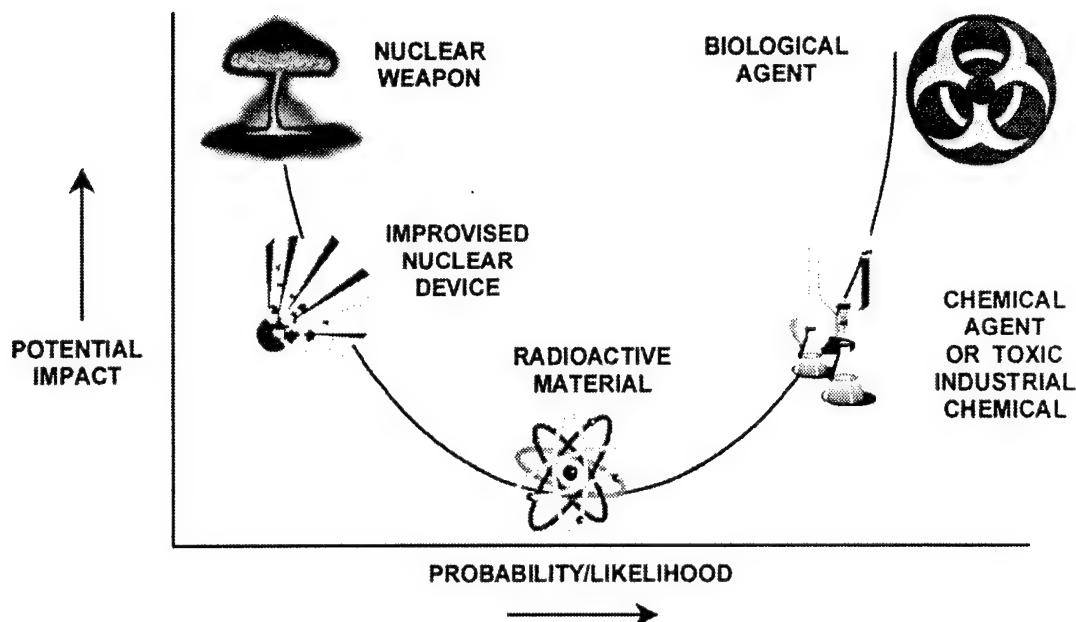 NUCLEAR
WEAPON
BIOLOGICAL
AGENT
IMPROVISED
NUCLEAR
DEVICE
CHEMICAL
AGENT
OR TOXIC
INDUSTRIAL
CHEMICAL
POTENTIAL
IMPACT
RADIOACTIVE
MATERIAL
PROBABILITY/LIKELIHOOD